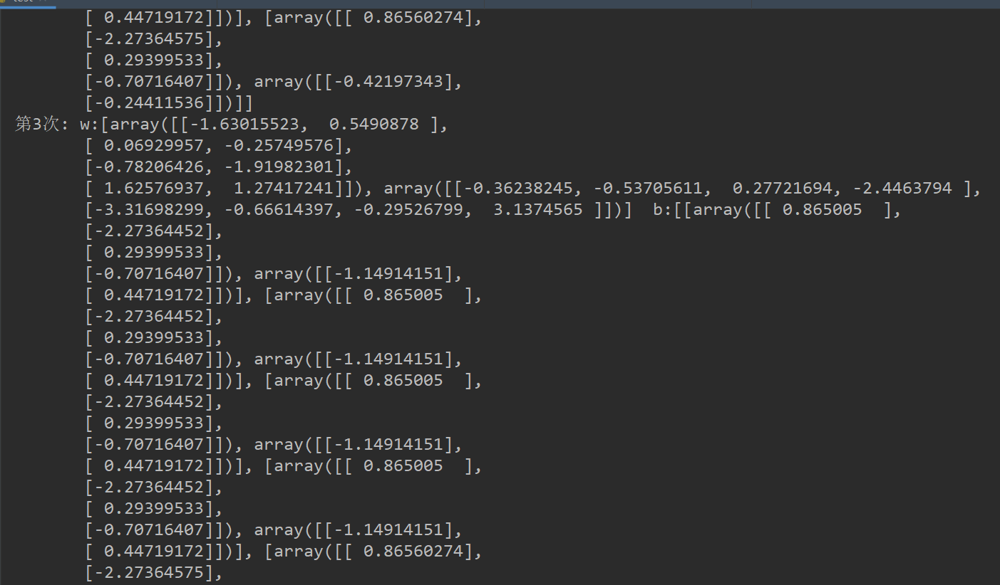 [ 0.44719172]])], [array([[ 0.86560274],
[-2.27364575],
[ 0.29399533],
[-0.70716407]]), array([[-0.42197343],
[-0.24411536]])]]
第3次: w:[array([[-1.63015523,  0.5490878 ],
[ 0.06929957, -0.25749576],
[-0.78206426, -1.91982301],
[ 1.62576937,  1.27417241]]), array([[-0.36238245, -0.53705611,  0.27721694, -2.4463794 ],
[-3.31698299, -0.66614397, -0.29526799,  3.1374565 ]])]  b:[[array([[ 0.865005  ],
[-2.27364452],
[ 0.29399533],
[-0.70716407]]), array([[-1.14914151],
[ 0.44719172]])], [array([[ 0.865005  ],
[-2.27364452],
[ 0.29399533],
[-0.70716407]]), array([[-1.14914151],
[ 0.44719172]])], [array([[ 0.865005  ],
[-2.27364452],
[ 0.29399533],
[-0.70716407]]), array([[-1.14914151],
[ 0.44719172]])], [array([[ 0.865005  ],
[-2.27364452],
[ 0.29399533],
[-0.70716407]]), array([[-1.14914151],
[ 0.44719172]])], [array([[ 0.86560274],
[-2.27364575],